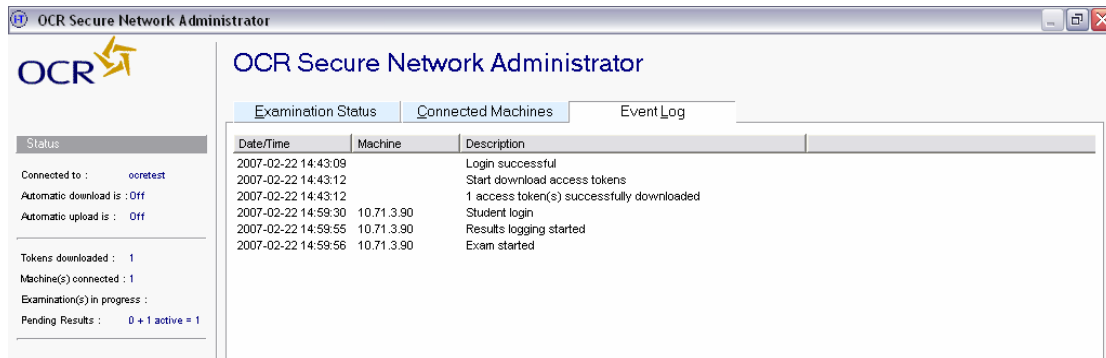 OCR Secure Network Administrator
OCR
OCR Secure Network Administrator
Examination Status Connected Machines Event Log
Status
Connected to : ocretest
Automatic download is : Off
Automatic upload is : Off
Tokens downloaded : 1
Machine(s) connected : 1
Examination(s) in progress :
Pending Results : 0 + 1 active = 1
Date/Time Machine Description
2007-02-22 14:43:09 Login successful
2007-02-22 14:43:12 Start download access tokens
2007-02-22 14:43:12 1 access token(s) successfully downloaded
2007-02-22 14:59:30 10.71.3.90 Student login
2007-02-22 14:59:55 10.71.3.90 Results logging started
2007-02-22 14:59:56 10.71.3.90 Exam started